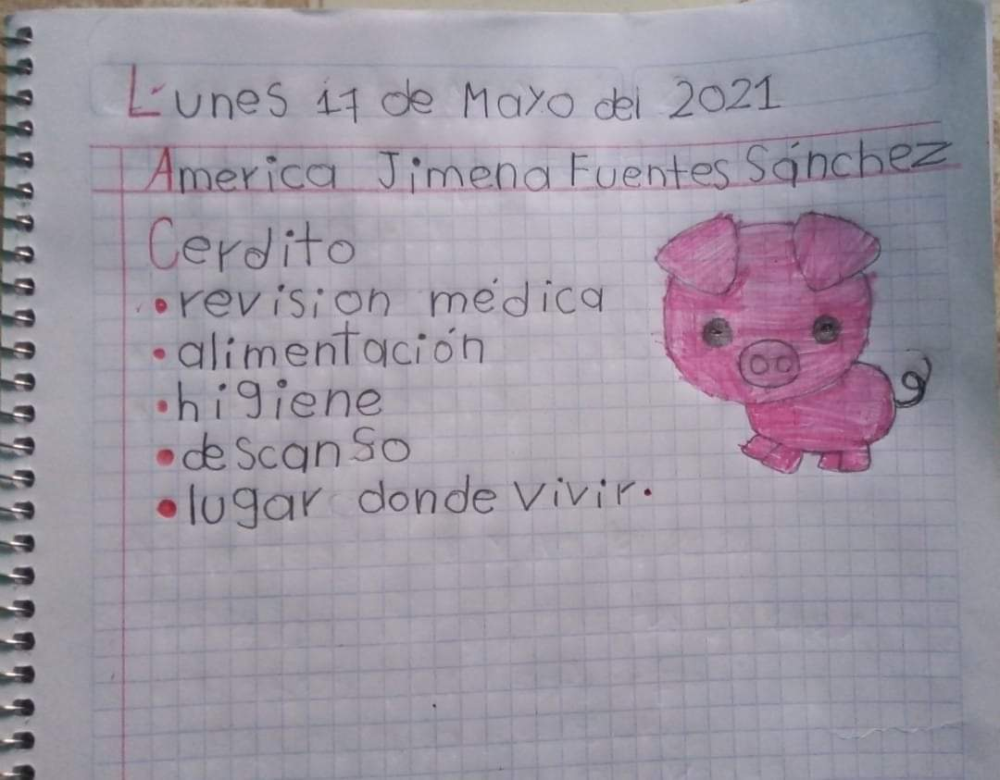 Lunes 17 de Mayo del 2021
America Jimena Fuentes Sánchez
Cerdito
• revision médica
• alimentación
• higiene
• descanso
• lugar donde vivir.